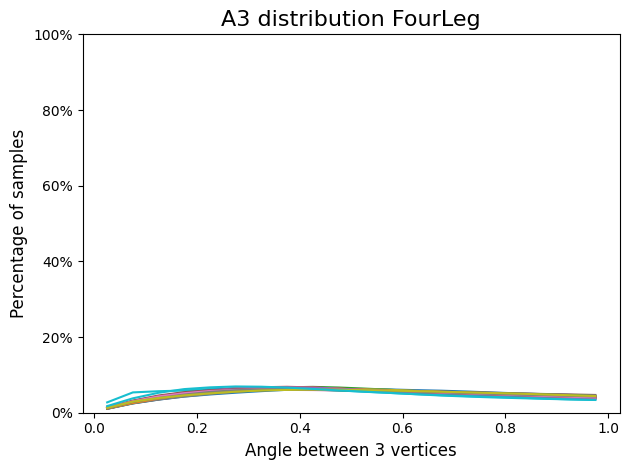 A3 distribution FourLeg
100%
80%
60%
40%
20%
0%
Percentage of samples
0.0 0.2 0.4 0.6 0.8 1.0
Angle between 3 vertices